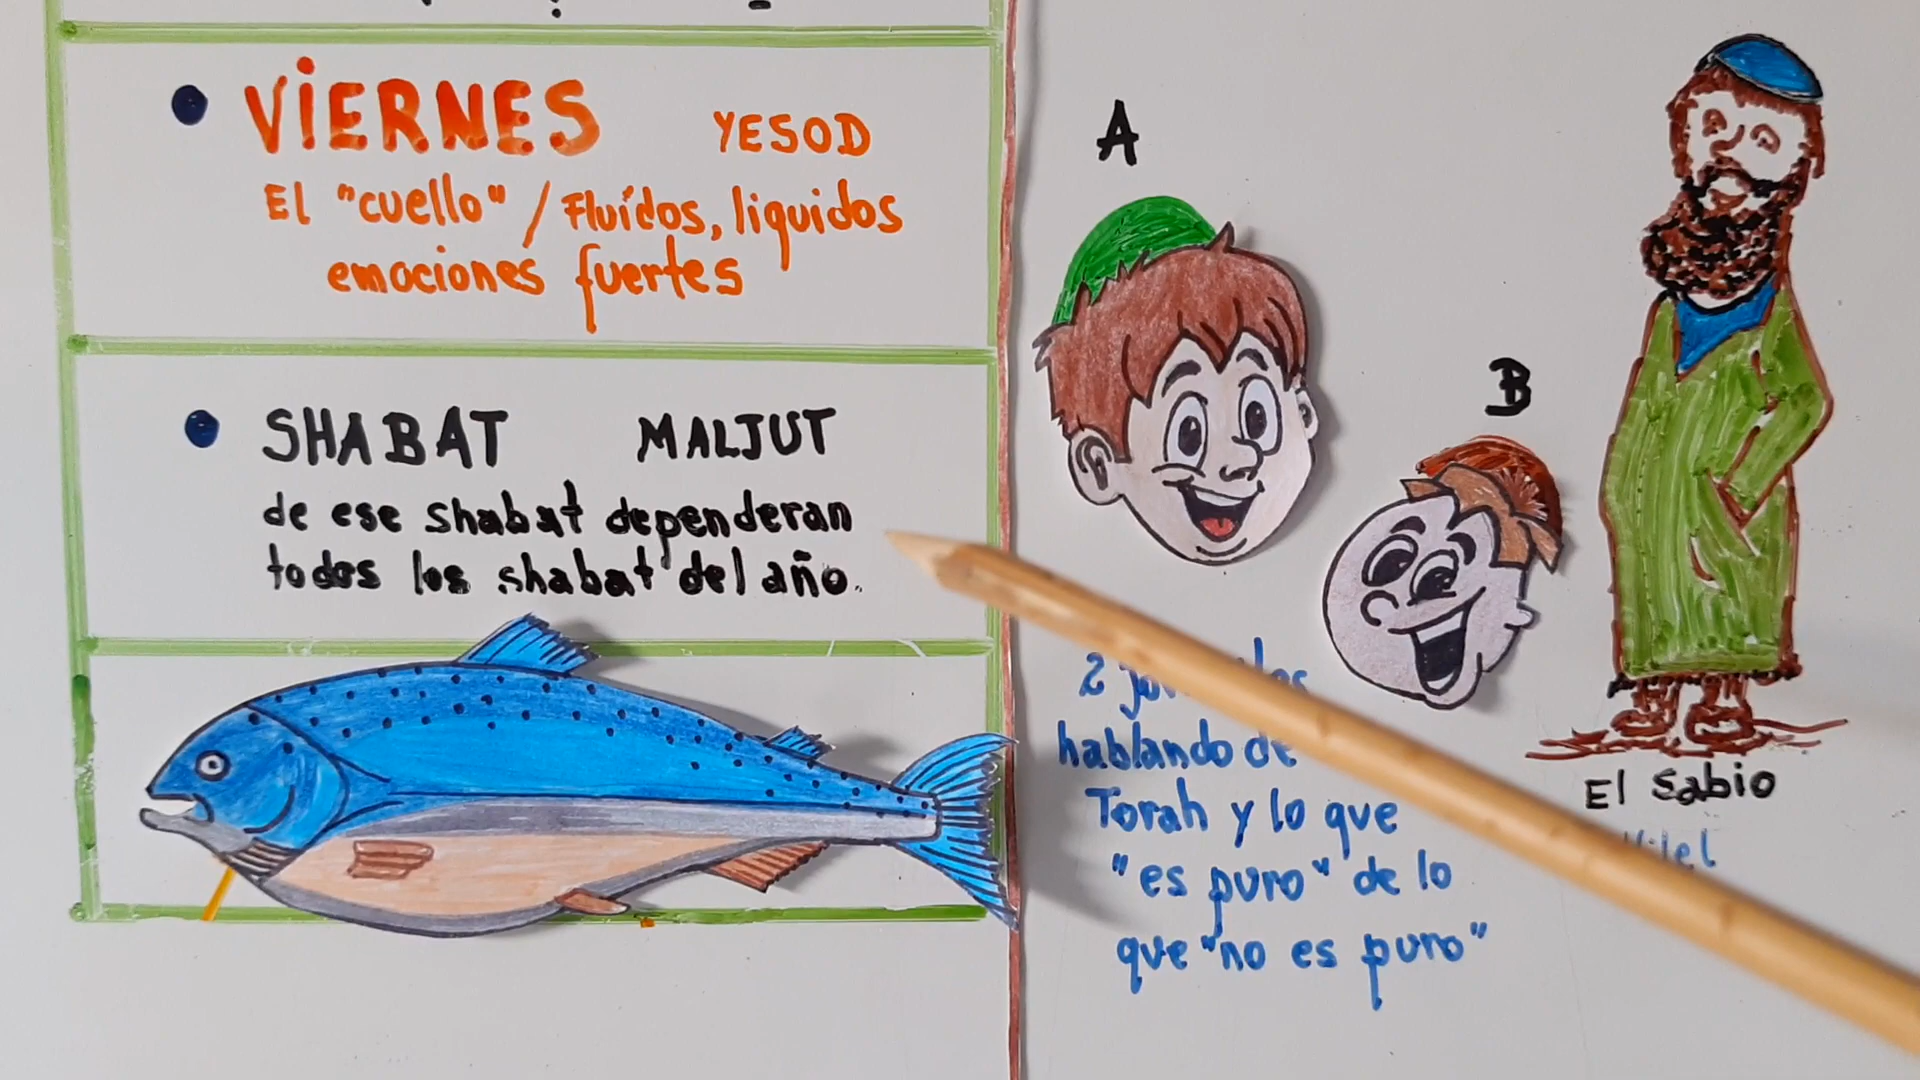 VIERNES YESOD
El "cuello" / Fluídos, liquidos
emociones fuertes
SHABAT MALJUT
de ese shabat dependeran
todos los shabat del año.
A
B
2
hablando de
Torah y lo que
"es puro" de lo
que "no es puro"
El Sabio